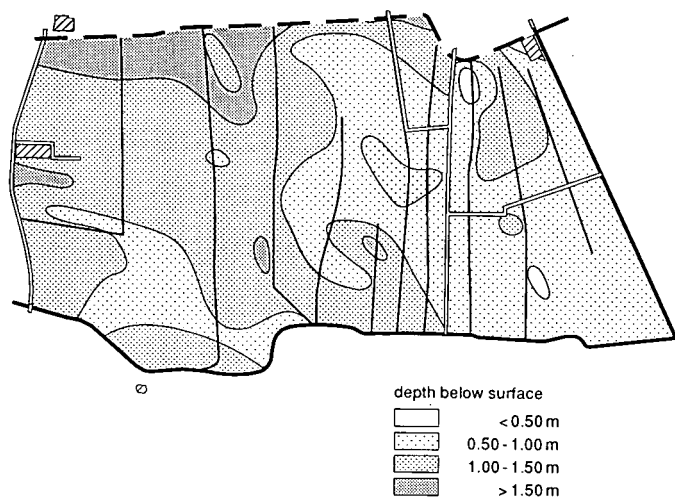 depth below surface
< 0.50 m
0.50 - 1.00 m
1.00 - 1.50 m
> 1.50 m